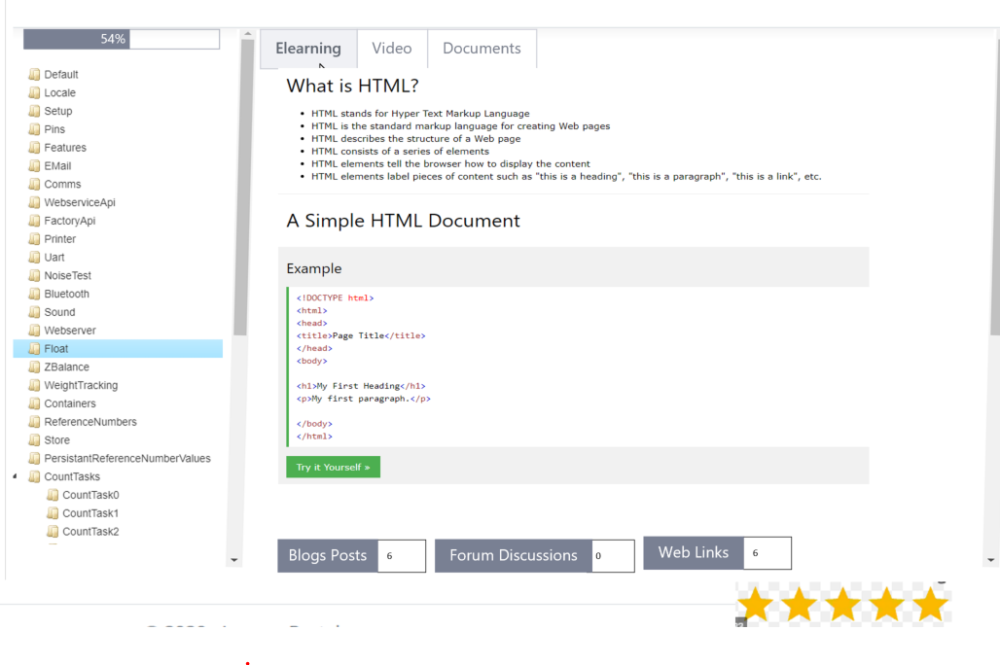 54%
Default
Locale
Setup
Pins
Features
EMail
Comms
WebserviceApi
FactoryApi
Printer
Uart
NoiseTest
Bluetooth
Sound
Webserver
Float
ZBalance
WeightTracking
Containers
ReferenceNumbers
Store
PersistantReferenceNumberValues
CountTasks
CountTask0
CountTask1
CountTask2
Elearning Video Documents
What is HTML?
• HTML stands for Hyper Text Markup Language
• HTML is the standard markup language for creating Web pages
• HTML describes the structure of a Web page
• HTML consists of a series of elements
• HTML elements tell the browser how to display the content
• HTML elements label pieces of content such as "this is a heading", "this is a paragraph", "this is a link", etc.
A Simple HTML Document
Example
<!DOCTYPE html>
<html>
<head>
<title>Page Title</title>
</head>
<body>
<h1>My First Heading</h1>
<p>My first paragraph.</p>
</body>
</html>
Try it Yourself »
Blogs Posts 6 Forum Discussions 0 Web Links 6